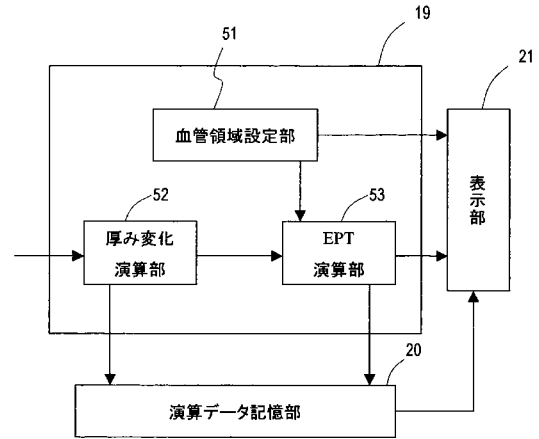 51
19
21
血管領域設定部
表示部
52
53
厚み変化
演算部
EPT
演算部
20
演算データ記憶部